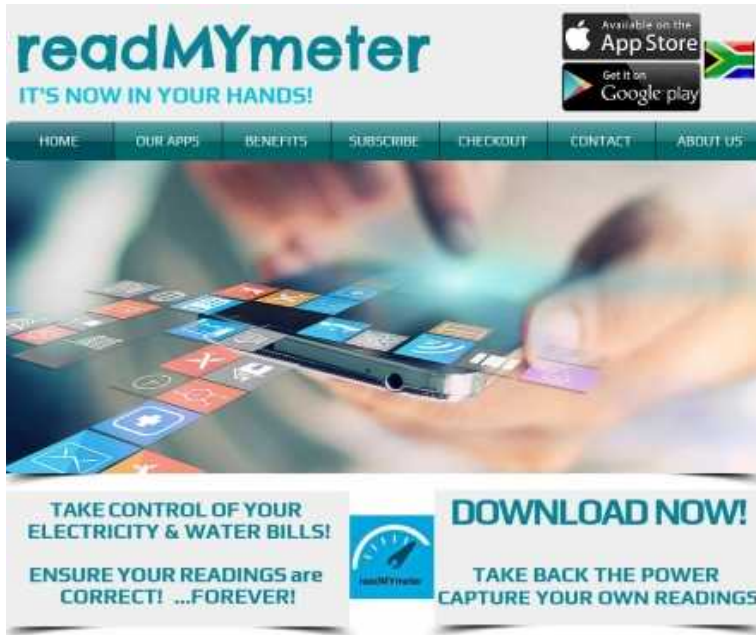 readMYmeter
IT'S NOW IN YOUR HANDS!
Available on the
App Store
Get it on
Google play
HOME OUR APPS BENEFITS SUBSCRIBE CHECKOUT CONTACT ABOUT US
TAKE CONTROL OF YOUR
ELECTRICITY & WATER BILLS!
ENSURE YOUR READINGS are
CORRECT! ...FOREVER!
readMYmeter
DOWNLOAD NOW!
TAKE BACK THE POWER
CAPTURE YOUR OWN READINGS